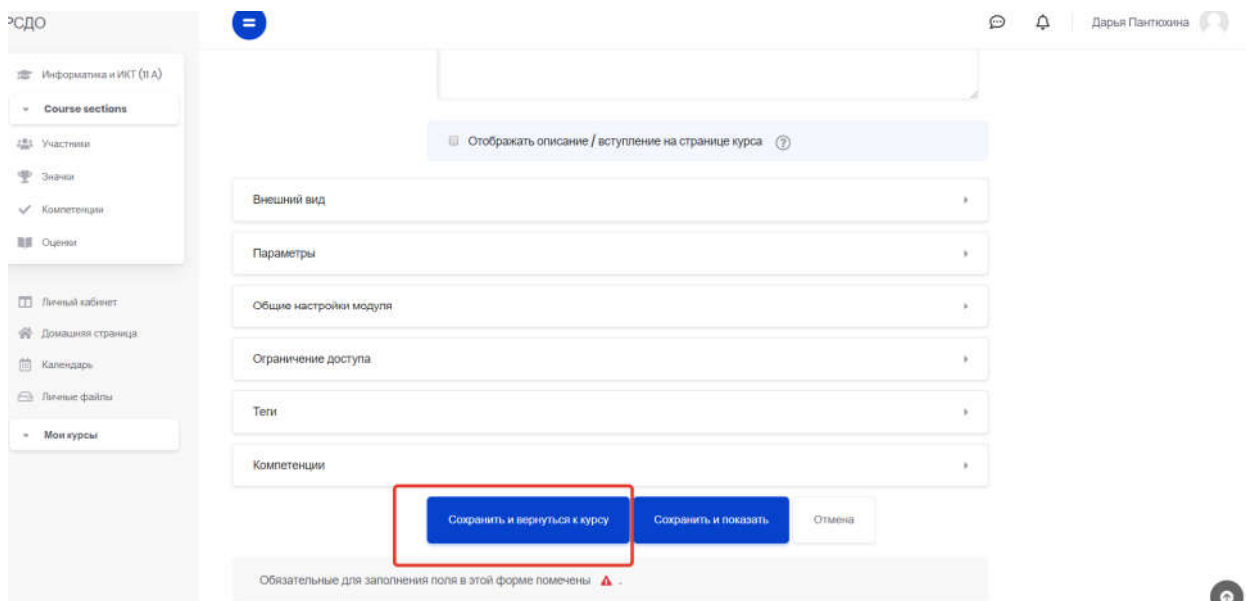 РСДО
Дарья Пантюхина
Информатика и ИКТ (11 А)
Course sections
Участники
Значки
Компетенции
Оценки
Личный кабинет
Домашняя страница
Календарь
Личные файлы
Мои курсы
Отображать описание / вступление на странице курса
Внешний вид
Параметры
Общие настройки модуля
Ограничение доступа
Теги
Компетенции
Сохранить и вернуться к курсу
Сохранить и показать
Отмена
Обязательные для заполнения поля в этой форме помечены .